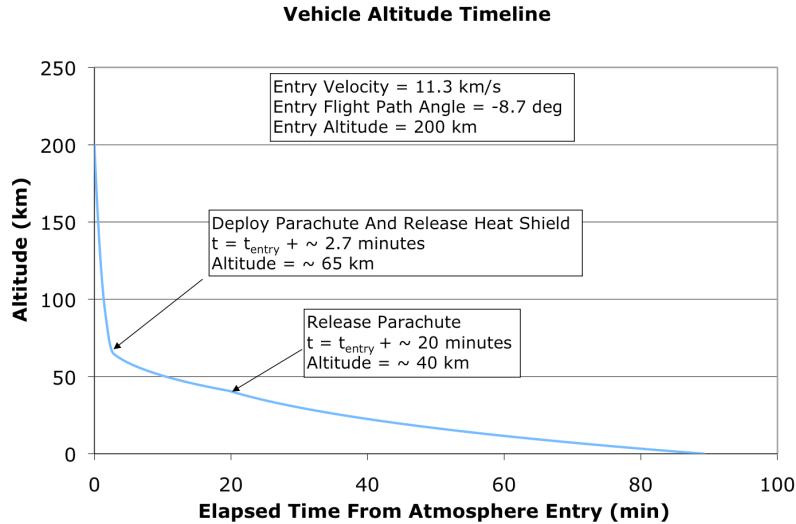 Vehicle Altitude Timeline
250
200
150
100
50
0
Altitude (km)
Entry Velocity = 11.3 km/s
Entry Flight Path Angle = -8.7 deg
Entry Altitude = 200 km
Deploy Parachute And Release Heat Shield
t = tentry + ~ 2.7 minutes
Altitude = ~ 65 km
Release Parachute
t = tentry + ~ 20 minutes
Altitude = ~ 40 km
0 20 40 60 80 100
Elapsed Time From Atmosphere Entry (min)